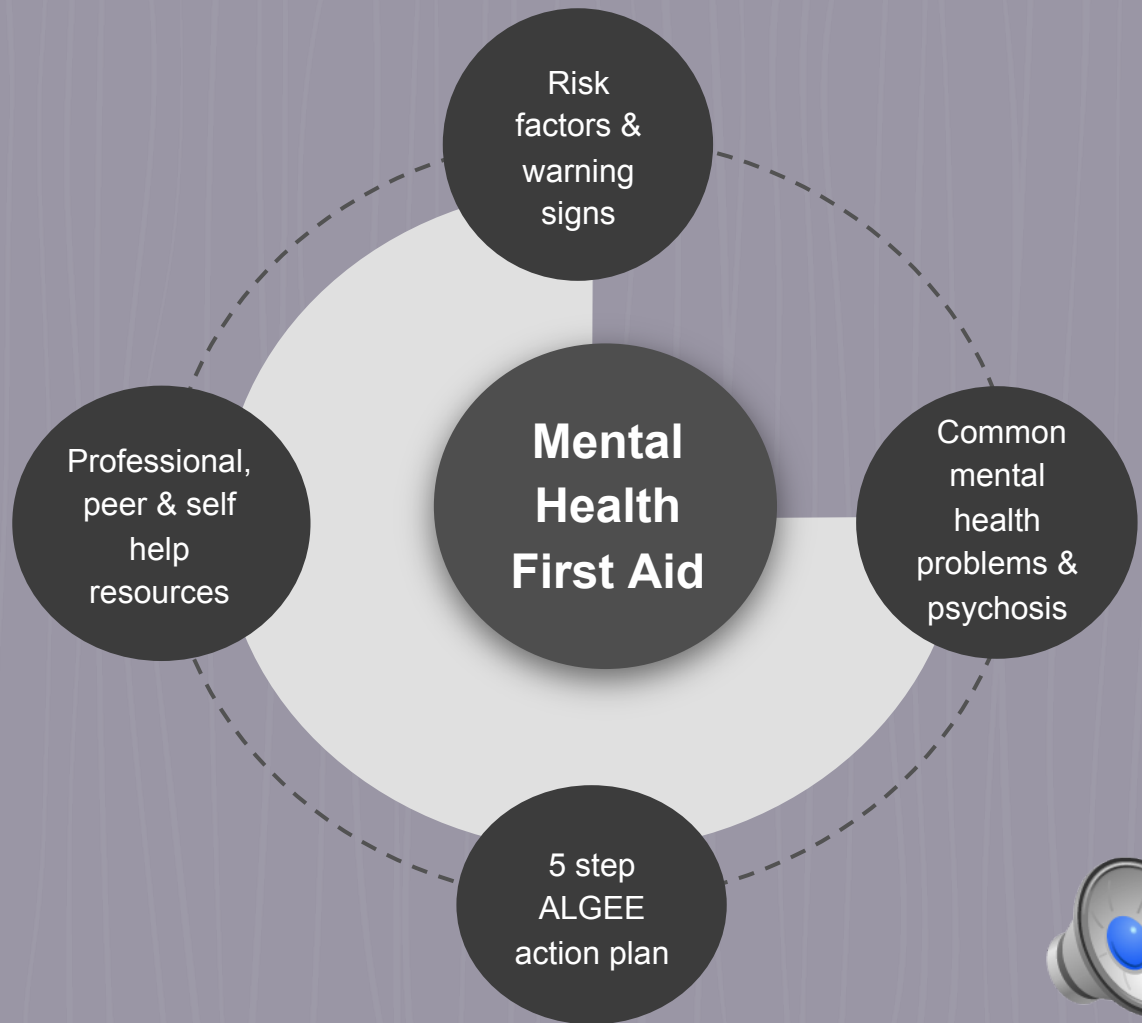 Risk
factors &
warning
signs
Professional,
peer & self
help
resources
Mental
Health
First Aid
Common
mental
health
problems &
psychosis
5 step
ALGEE
action plan